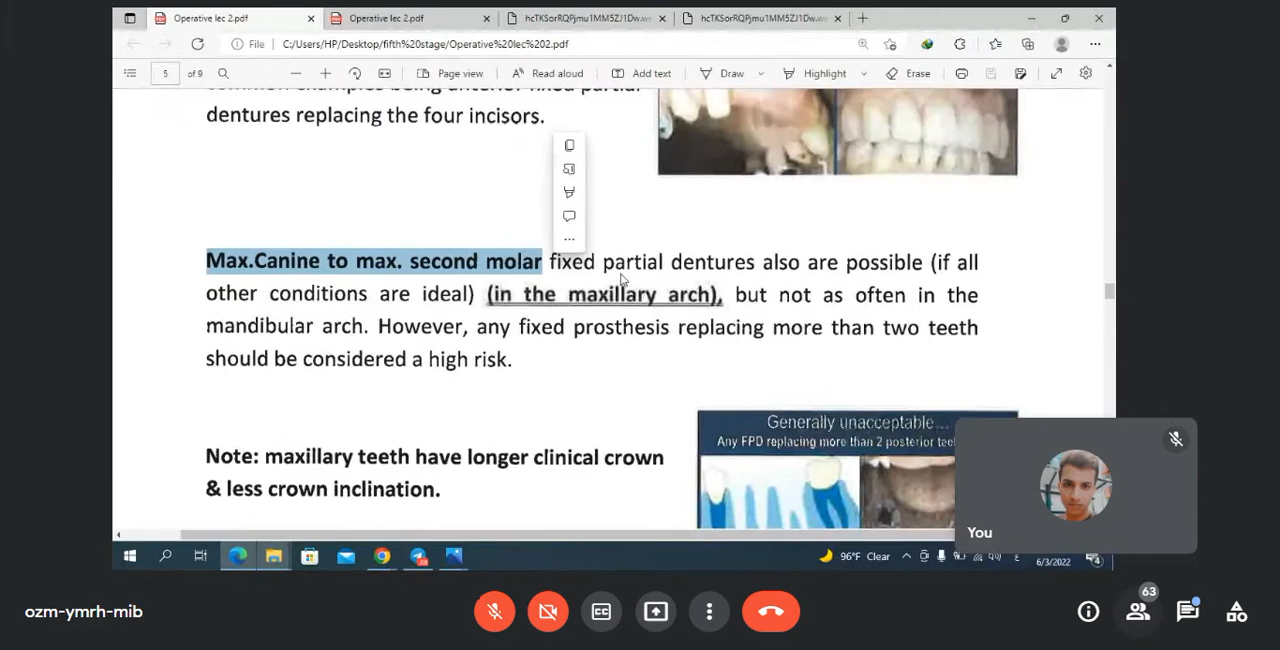 Operative lec 2.pdf
Operative lec 2.pdf
hcTKSorRQPjmu1MM5ZJ1Dw.we
hcTKSorRQPjmu1MM5ZJ1Dw.we
File
C:/Users/HP/Desktop/fifth%20stage/Operative%20lec%202.pdf
5 of 9
Page view
Read aloud
Add text
Draw
Highlight
Erase
dentures replacing the four incisors.
Max.Canine to max. second molar fixed partial dentures also are possible (if all
other conditions are ideal) (in the maxillary arch), but not as often in the
mandibular arch. However, any fixed prosthesis replacing more than two teeth
should be considered a high risk.
Generally unacceptable...
Any FPD replacing more than 2 posterior
Note: maxillary teeth have longer clinical crown
& less crown inclination.
You
96°F Clear
6/3/2022
4
ozm-ymrh-mib
63